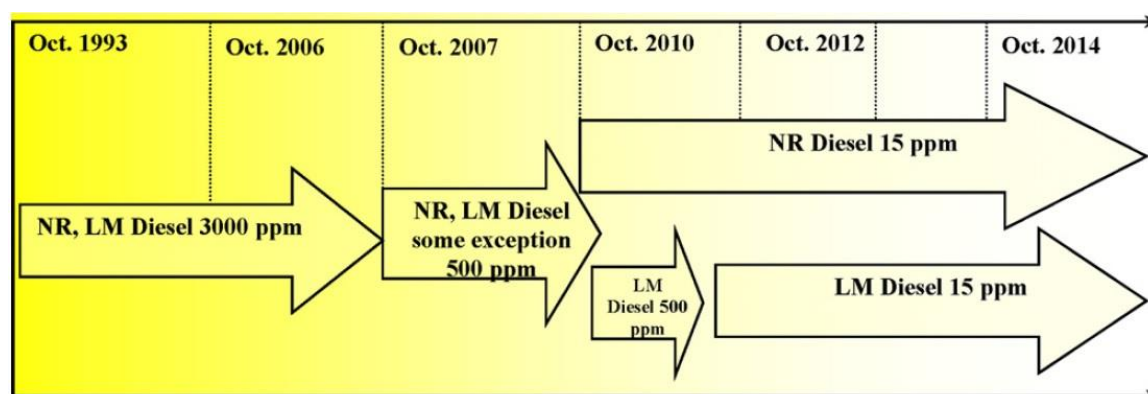 Oct. 1993
Oct. 2006
Oct. 2007
Oct. 2010
Oct. 2012
Oct. 2014
NR Diesel 15 ppm
NR, LM Diesel 3000 ppm
NR, LM Diesel
some exception
500 ppm
LM
Diesel 500
ppm
LM Diesel 15 ppm